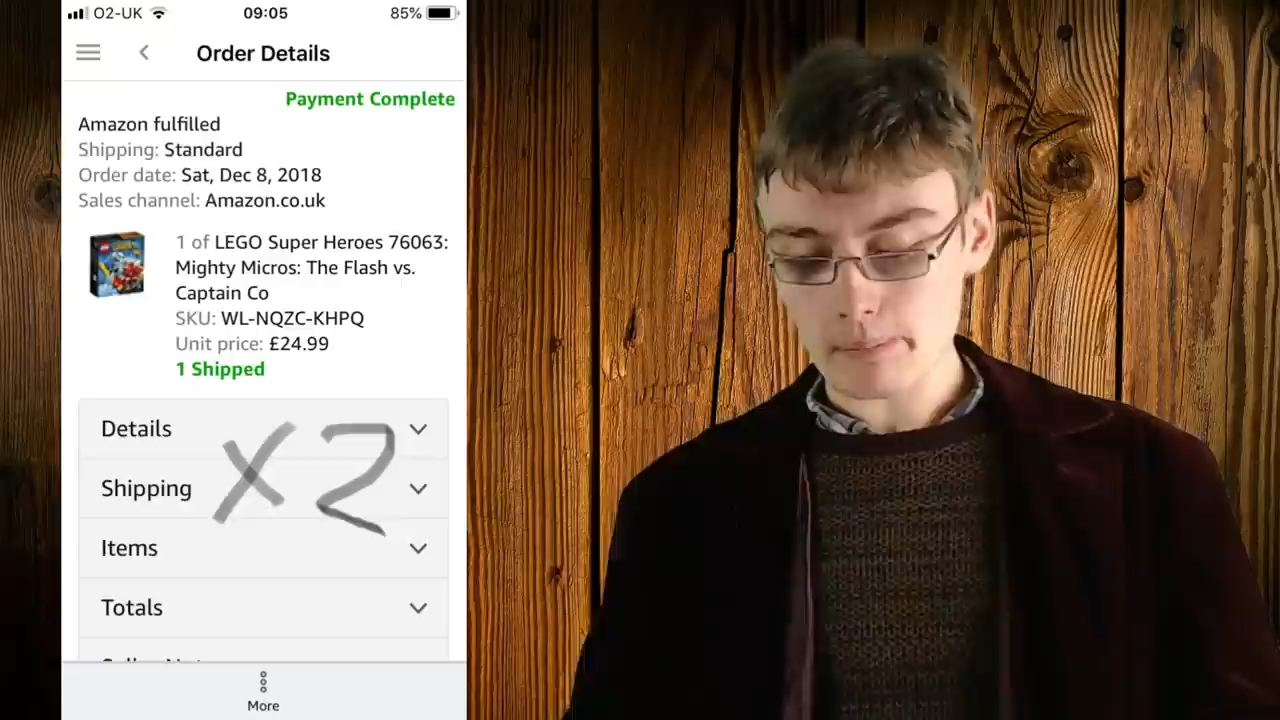 O2-UK 09:05 85%
Order Details
Payment Complete
Amazon fulfilled
Shipping: Standard
Order date: Sat, Dec 8, 2018
Sales channel: Amazon.co.uk
1 of LEGO Super Heroes 76063:
Mighty Micros: The Flash vs.
Captain Co
SKU: WL-NQZC-KHPQ
Unit price: £24.99
1 Shipped
Details
X2
Shipping
Items
Totals
More